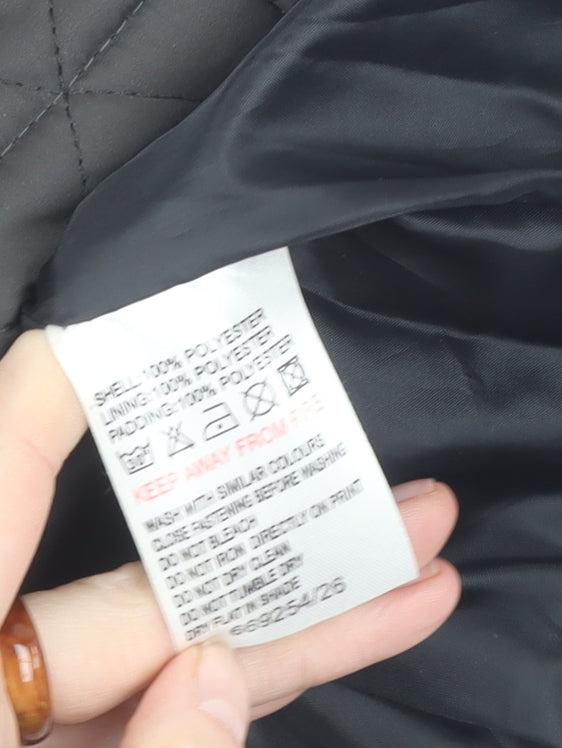 SHELL:100% POLYESTER
LINING:100% POLYESTER
PADDING:100% POLYESTER
KEEP AWAY FROM FIRE
WASH WITH SIMILAR COLOURS
CLOSE FASTENING BEFORE WASHING
DO NOT BLEACH
DO NOT IRON DIRECTLY ON PRINT
DO NOT DRY CLEAN
DO NOT TUMBLE DRY
DRY FLAT IN SHADE
669254/26